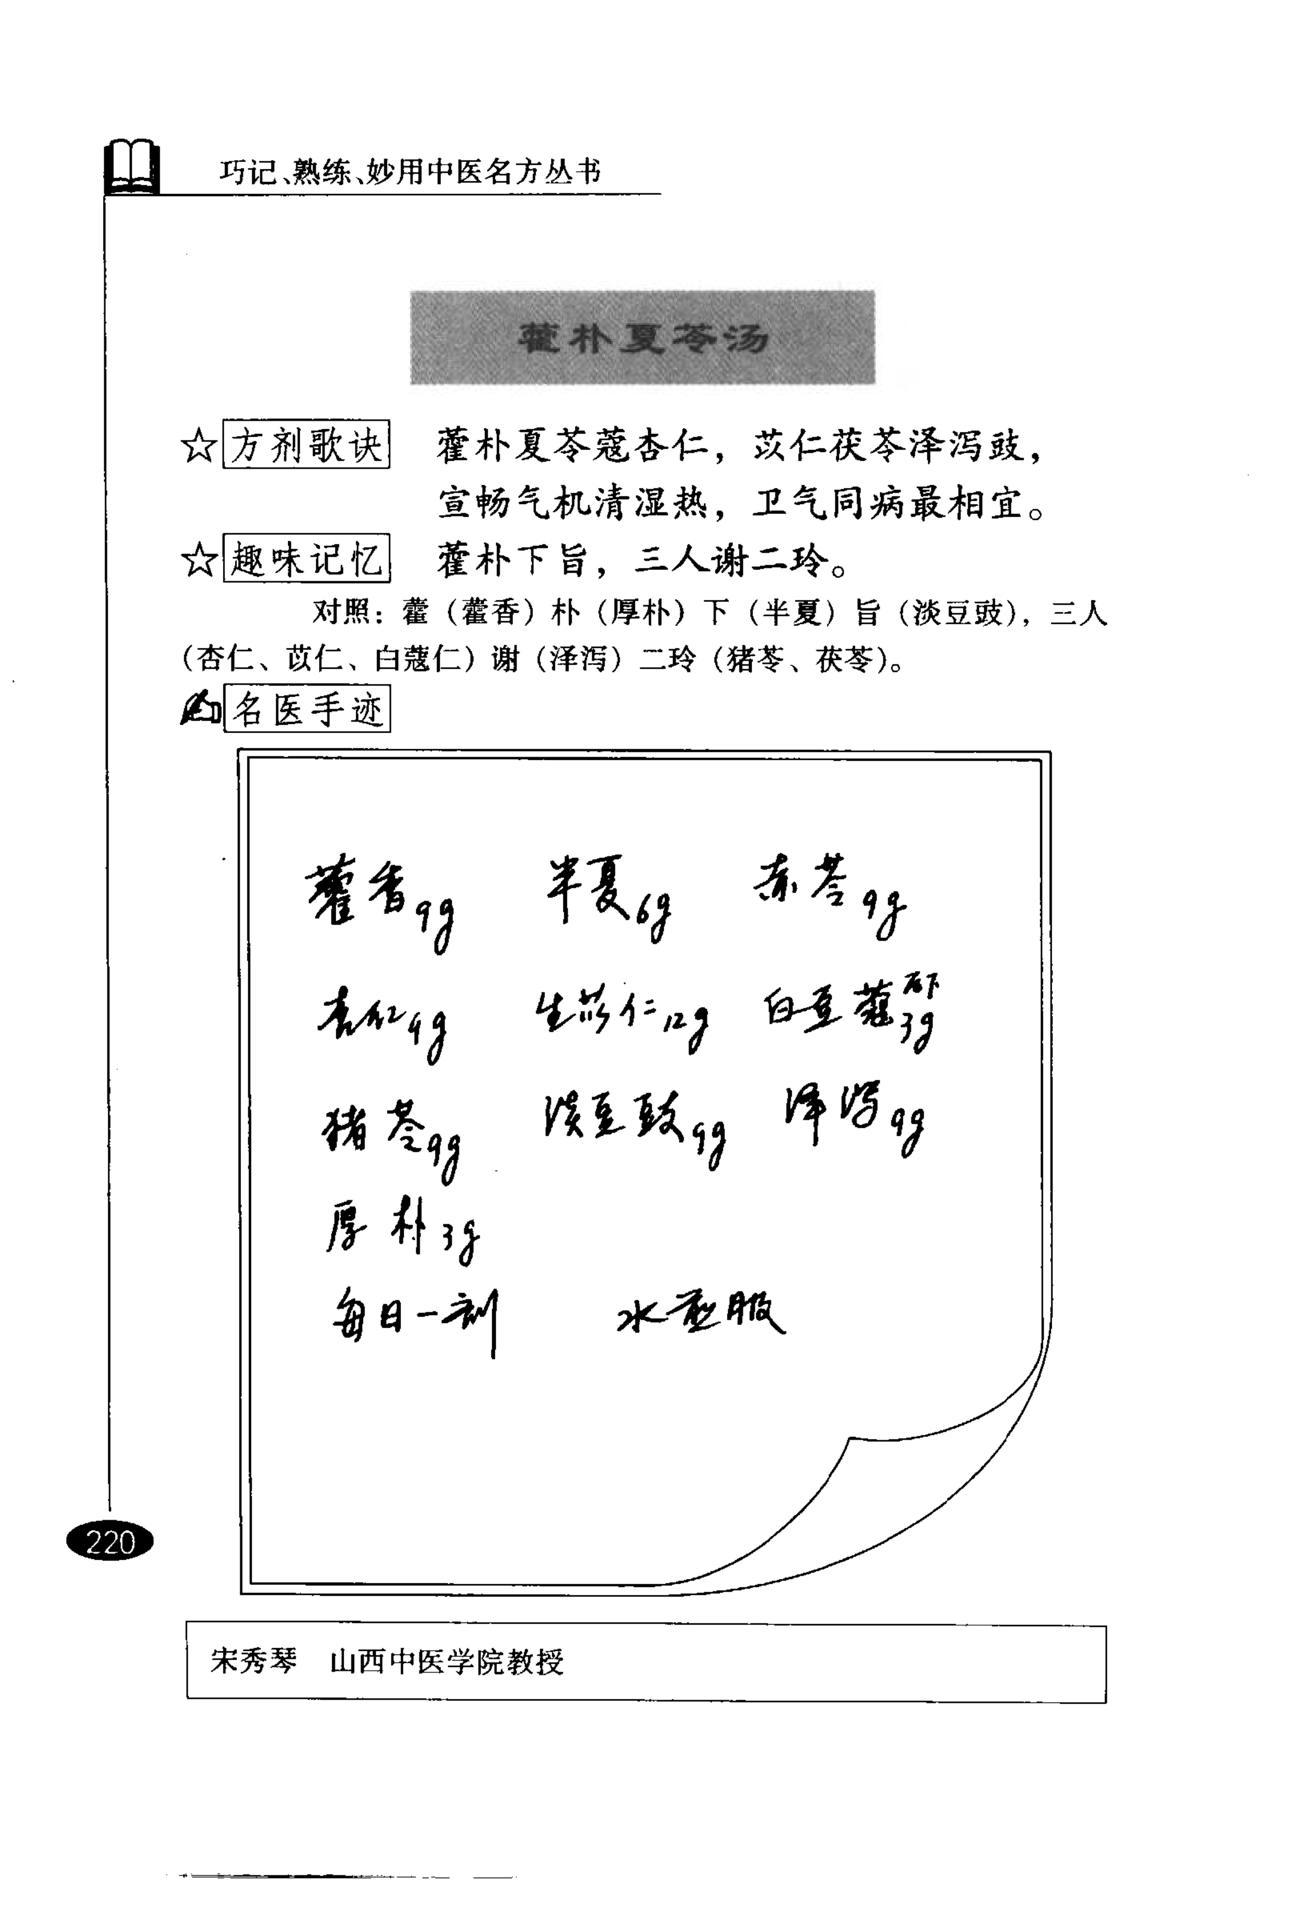 巧记、熟练、妙用中医名方丛书
藿朴夏苓汤
☆方剂歌诀 藿朴夏苓蔻杏仁，苡仁茯苓泽泻豉，
宣畅气机清湿热，卫气同病最相宜。
☆趣味记忆 藿朴下旨，三人谢二玲。
对照：藿（藿香）朴（厚朴）下（半夏）旨（淡豆豉），三人
（杏仁、苡仁、白蔻仁）谢（泽泻）二玲（猪苓、茯苓）。
名医手迹
藿香9g 半夏6g 赤苓9g
杏仁9g 生苡仁12g 白豆蔻后下3g
猪苓9g 淡豆豉9g 泽泻9g
厚朴3g
每日一剂 水煎服
220
宋秀琴 山西中医学院教授